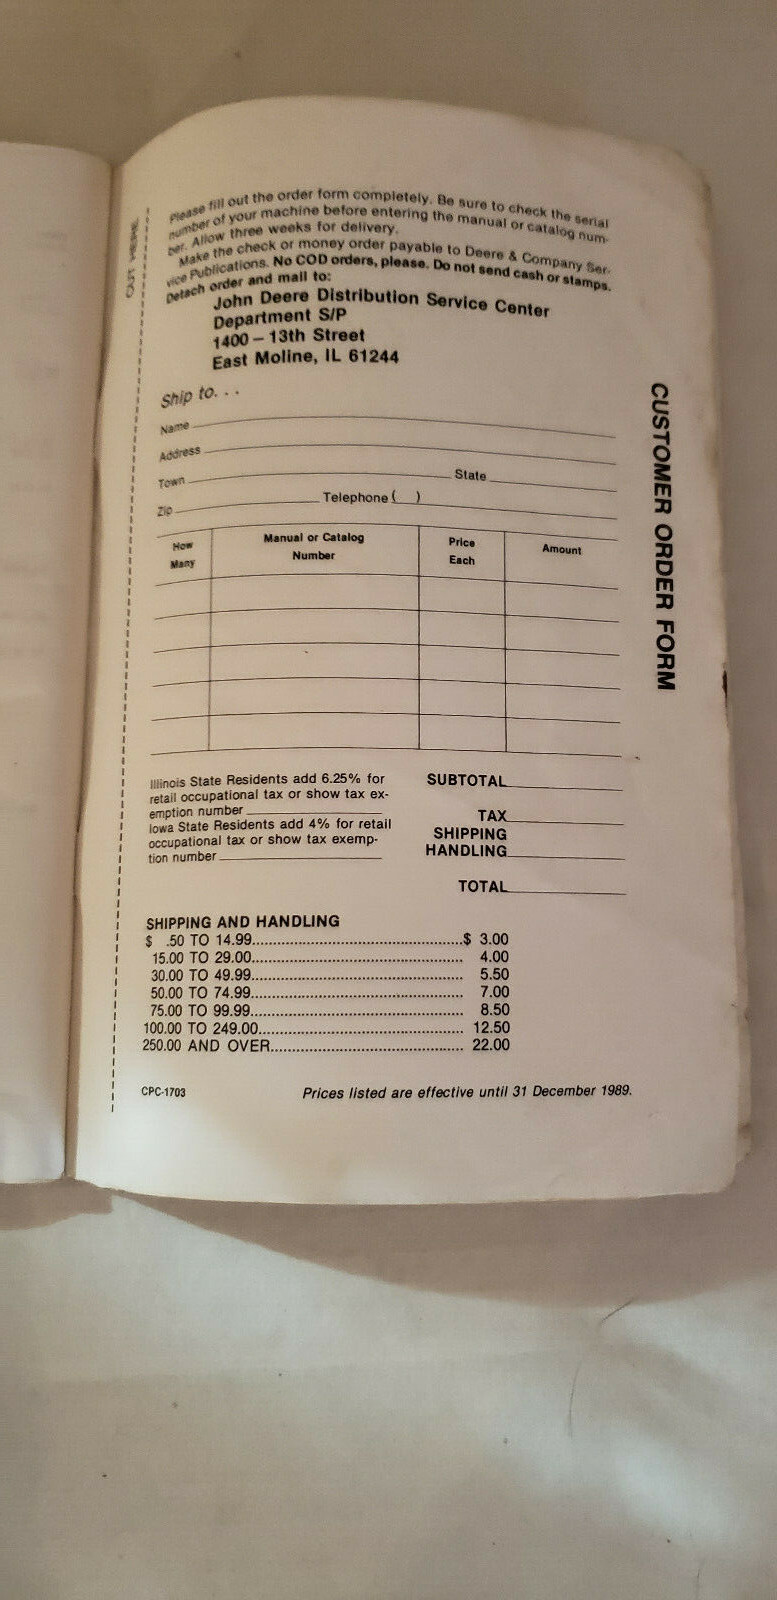 CUT HERE
Please fill out the order form completely. Be sure to check the serial
number of your machine before entering the manual or catalog num-
ber. Allow three weeks for delivery.
Make the check or money order payable to Deere & Company Ser-
vice Publications. No COD orders, please. Do not send cash or stamps.
Detach order and mail to:
John Deere Distribution Service Center
Department S/P
1400 – 13th Street
East Moline, IL 61244
Ship to. . .
Name
Address
Town State
Zip Telephone ( )
CUSTOMER ORDER FORM
How Many Manual or Catalog Number Price Each Amount
Illinois State Residents add 6.25% for
retail occupational tax or show tax ex-
emption number
Iowa State Residents add 4% for retail
occupational tax or show tax exemp-
tion number
SUBTOTAL
TAX
SHIPPING
HANDLING
TOTAL
SHIPPING AND HANDLING
$ .50 TO 14.99 $ 3.00
15.00 TO 29.00 4.00
30.00 TO 49.99 5.50
50.00 TO 74.99 7.00
75.00 TO 99.99 8.50
100.00 TO 249.00 12.50
250.00 AND OVER 22.00
CPC-1703 Prices listed are effective until 31 December 1989.